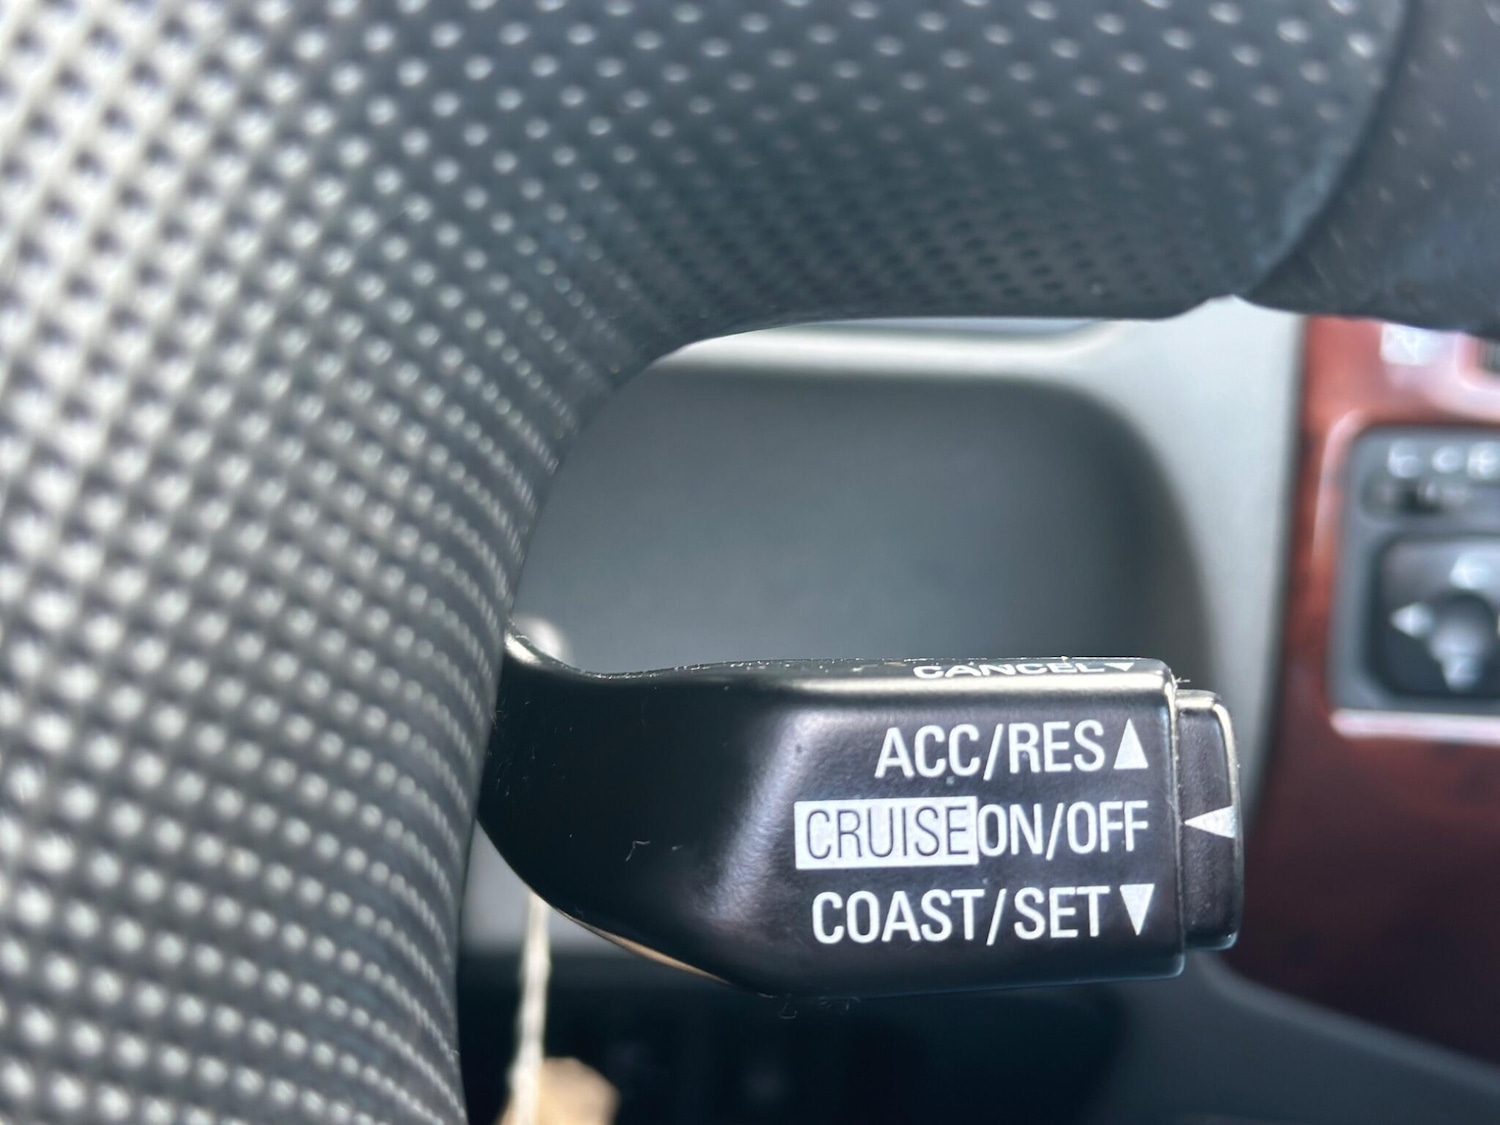 CANCEL▼
ACC/RES▲
CRUISE ON/OFF ◀
COAST/SET▼